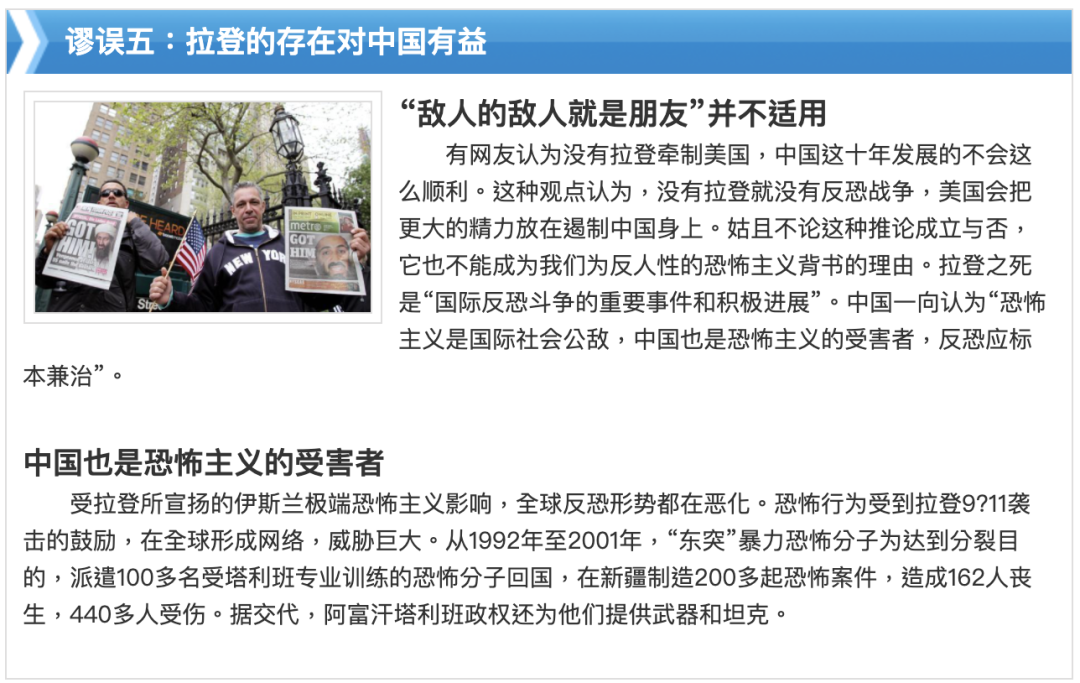 谬误五：拉登的存在对中国有益
“敌人的敌人就是朋友”并不适用
有网友认为没有拉登牵制美国，中国这十年发展的不会这
么顺利。这种观点认为，没有拉登就没有反恐战争，美国会把
更大的精力放在遏制中国身上。姑且不论这种推论成立与否，
它也不能成为我们为反人性的恐怖主义背书的理由。拉登之死
是“国际反恐斗争的重要事件和积极进展”。中国一向认为“恐怖
主义是国际社会公敌，中国也是恐怖主义的受害者，反恐应标
本兼治”。
GOT
HIM
HEARD
Stre
NEW YOR
metro
GOT
HIM
中国也是恐怖主义的受害者
受拉登所宣扬的伊斯兰极端恐怖主义影响，全球反恐形势都在恶化。恐怖行为受到拉登9?11袭
击的鼓励，在全球形成网络，威胁巨大。从1992年至2001年，“东突”暴力恐怖分子为达到分裂目
的，派遣100多名受塔利班专业训练的恐怖分子回国，在新疆制造200多起恐怖案件，造成162人丧
生，440多人受伤。据交代，阿富汗塔利班政权还为他们提供武器和坦克。